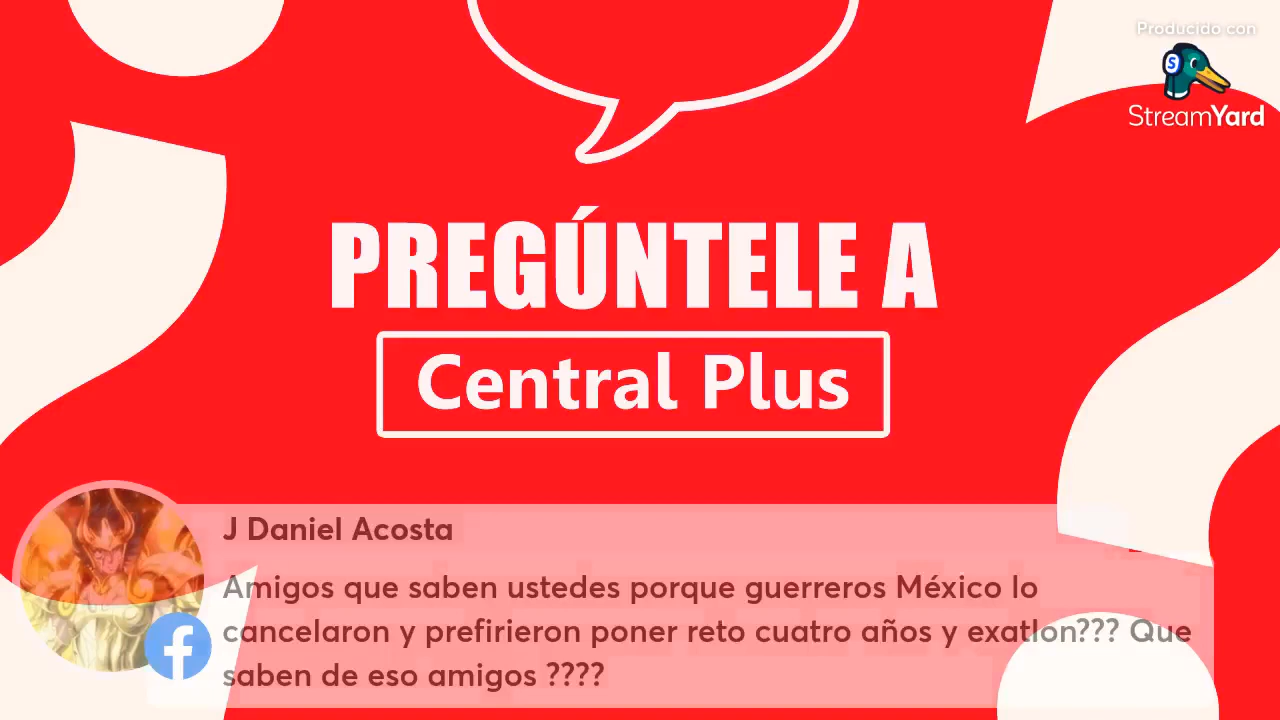 Producido con
StreamYard
PREGÚNTELE A
Central Plus
J Daniel Acosta
Amigos que saben ustedes porque guerreros México lo
cancelaron y prefirieron poner reto cuatro años y exatlon??? Que
saben de eso amigos ????